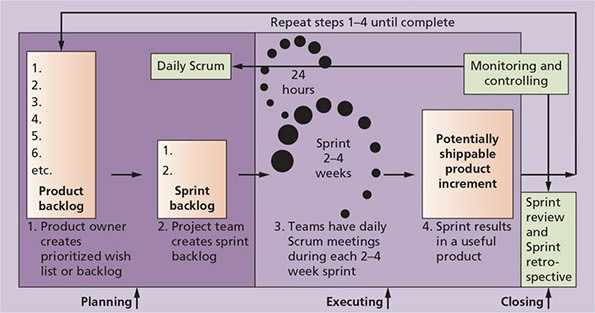 Repeat steps 1–4 until complete
1.
2.
3.
4.
5.
6.
etc.
Product
backlog
Daily Scrum
24
hours
Monitoring and
controlling
1.
2.
Sprint
backlog
Sprint
2–4
weeks
Potentially
shippable
product
increment
Sprint
review
and
Sprint
retro-
spective
1. Product owner
creates
prioritized wish
list or backlog
2. Project team
creates sprint
backlog
3. Teams have daily
Scrum meetings
during each 2–4
week sprint
4. Sprint results
in a useful
product
Planning
Executing
Closing